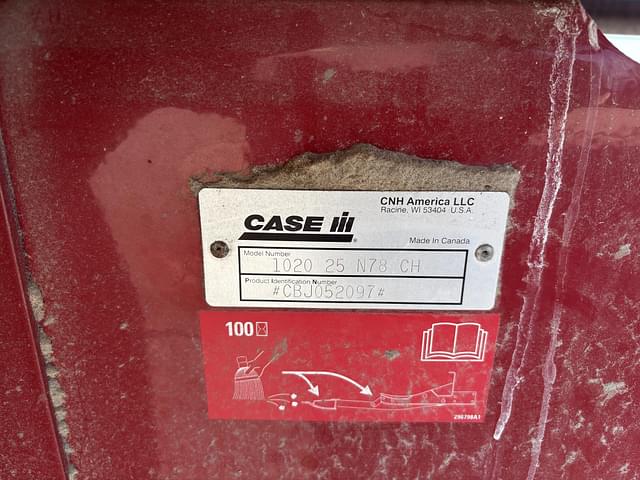 CNH America LLC
Racine, WI 53404 U.S.A.
CASE IH
Made In Canada
Model Number
1020 25 N78 CH
Product Identification Number
#CBJ052097#
100
296798A1